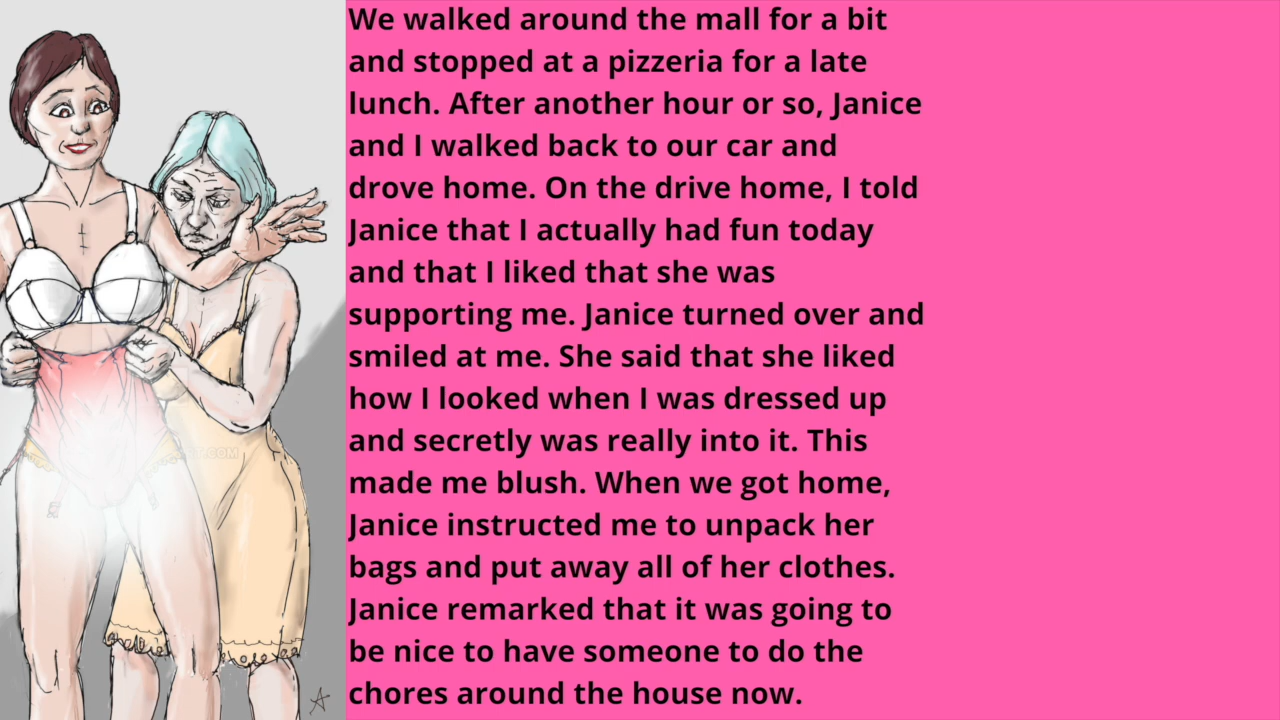 We walked around the mall for a bit
and stopped at a pizzeria for a late
lunch. After another hour or so, Janice
and I walked back to our car and
drove home. On the drive home, I told
Janice that I actually had fun today
and that I liked that she was
supporting me. Janice turned over and
smiled at me. She said that she liked
how I looked when I was dressed up
and secretly was really into it. This
made me blush. When we got home,
Janice instructed me to unpack her
bags and put away all of her clothes.
Janice remarked that it was going to
be nice to have someone to do the
chores around the house now.